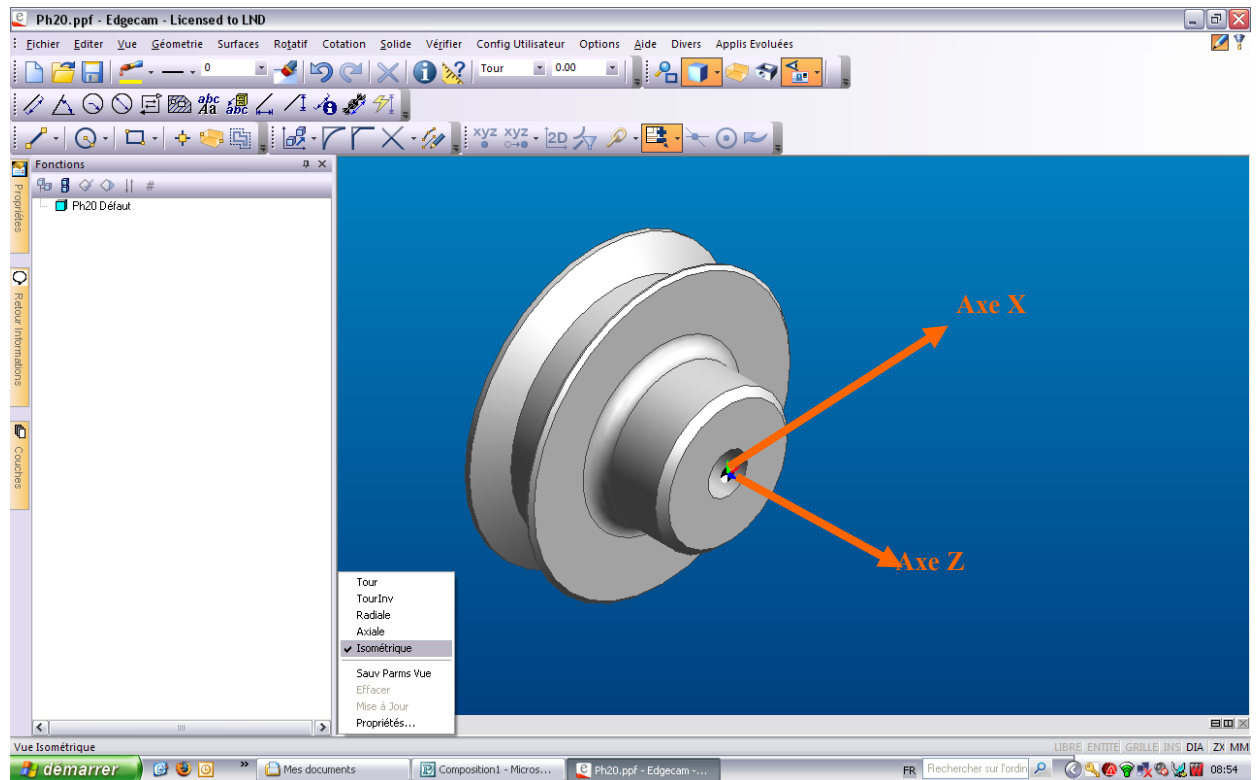 Ph20.ppf - Edgecam - Licensed to LND
Fichier Editer Vue Géometrie Surfaces Rotatif Cotation Solide Vérifier Config Utilisateur Options Aide Divers Applis Evoluées
0 Tour 0.00
abc Aa abc
xyz xyz 2D
Fonctions
#
Propriétes
Ph20 Défaut
Retour Informations
Couches
Axe X
Axe Z
Tour
TourInv
Radiale
Axiale
Isométrique
Sauv Parms Vue
Effacer
Mise à Jour
Propriétés...
Vue Isométrique
LIBRE ENTITE GRILLE INS DIA ZX MM
démarrer » Mes documents Composition1 - Micros... Ph20.ppf - Edgecam -... FR Rechercher sur l'ordin 08:54